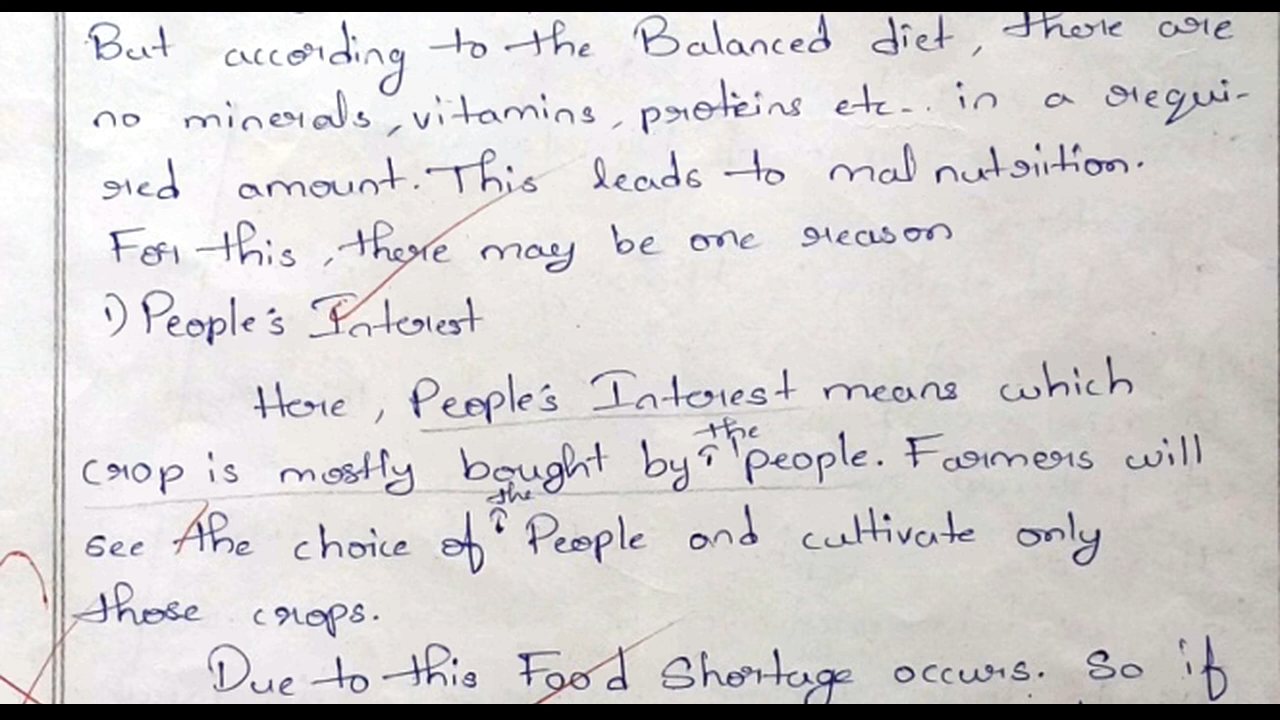 But according to the Balanced diet, there are
no minerals, vitamins, proteins etc.. in a requi-
red amount. This leads to mal nutrition.
For this, there may be one reason
1) People's Interest
Here, People's Interest means which
crop is mostly bought by the people. Farmers will
see the choice of the People and cultivate only
those crops.
Due to this Food Shortage occurs. So if